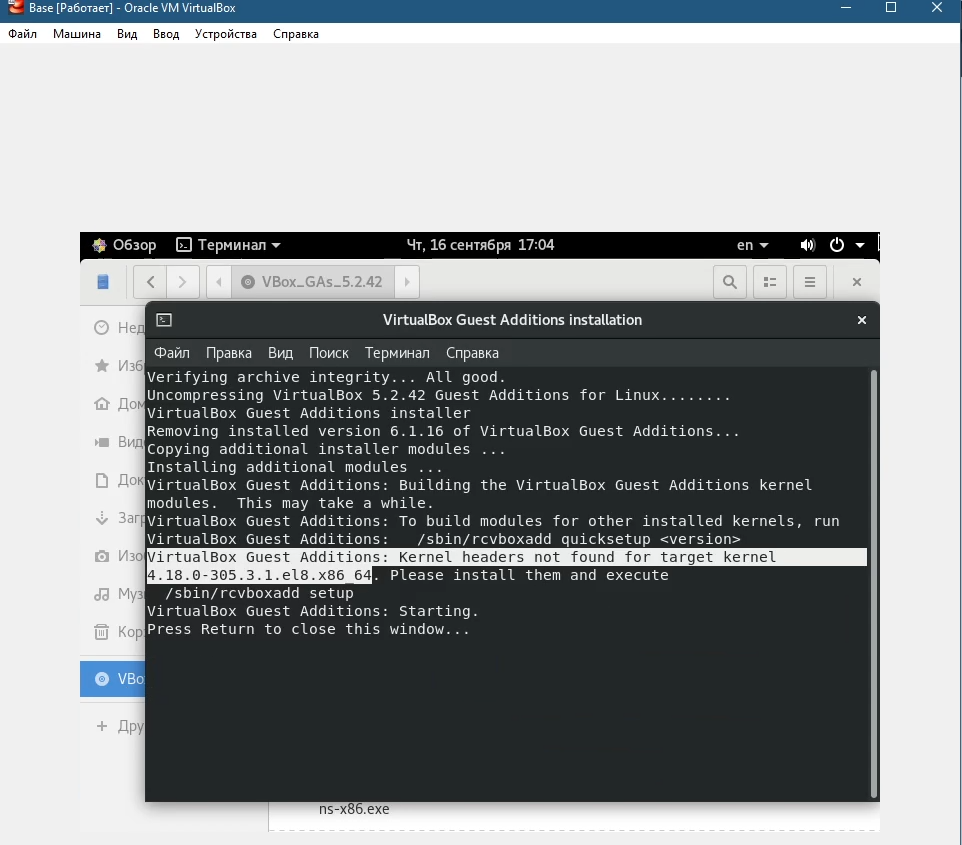 Base [Работает] - Oracle VM VirtualBox
Файл Машина Вид Ввод Устройства Справка
Обзор Терминал Чт, 16 сентября 17:04 en
VBox_GAs_5.2.42
VirtualBox Guest Additions installation
Файл Правка Вид Поиск Терминал Справка
Verifying archive integrity... All good.
Uncompressing VirtualBox 5.2.42 Guest Additions for Linux........
VirtualBox Guest Additions installer
Removing installed version 6.1.16 of VirtualBox Guest Additions...
Copying additional installer modules ...
Installing additional modules ...
VirtualBox Guest Additions: Building the VirtualBox Guest Additions kernel
modules.  This may take a while.
VirtualBox Guest Additions: To build modules for other installed kernels, run
VirtualBox Guest Additions:   /sbin/rcvboxadd quicksetup <version>
VirtualBox Guest Additions: Kernel headers not found for target kernel
4.18.0-305.3.1.el8.x86_64. Please install them and execute
  /sbin/rcvboxadd setup
VirtualBox Guest Additions: Starting.
Press Return to close this window...
Нед
Изб
Дом
Вид
Док
Загр
Изо
Муз
Кор
VBo
Дру
ns-x86.exe